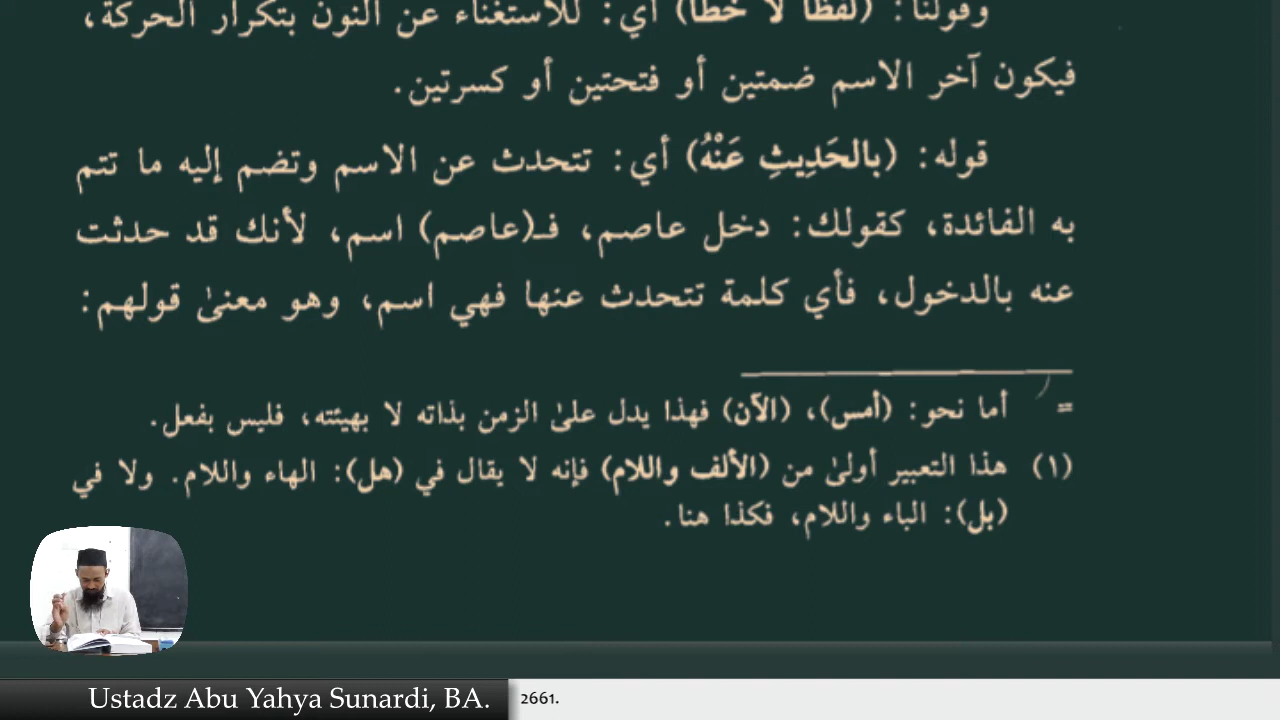 وقولنا: (لفظًا لا خطًا) أي: للاستغناء عن النون بتكرار الحركة،
فيكون آخر الاسم ضمتين أو فتحتين أو كسرتين.
قوله: (بالحَدِيثِ عَنْهُ) أي: تتحدث عن الاسم وتضم إليه ما تتم
به الفائدة، كقولك: دخل عاصم، فـ(عاصم) اسم، لأنك قد حدثت
عنه بالدخول، فأي كلمة تتحدث عنها فهي اسم، وهو معنىٰ قولهم:
= أما نحو: (أمس)، (الآن) فهذا يدل علىٰ الزمن بذاته لا بهيئته، فليس بفعل.
(١) هذا التعبير أولىٰ من (الألف واللام) فإنه لا يقال في (هل): الهاء واللام. ولا في
(بل): الباء واللام، فكذا هنا.
Ustadz Abu Yahya Sunardi, BA.
2661.